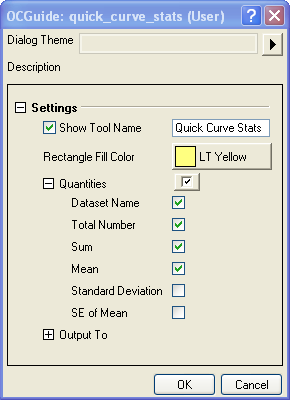 OCGuide: quick_curve_stats (User)
Dialog Theme
Description
Settings
Show Tool Name Quick Curve Stats
Rectangle Fill Color LT Yellow
Quantities
Dataset Name
Total Number
Sum
Mean
Standard Deviation
SE of Mean
Output To
OK Cancel